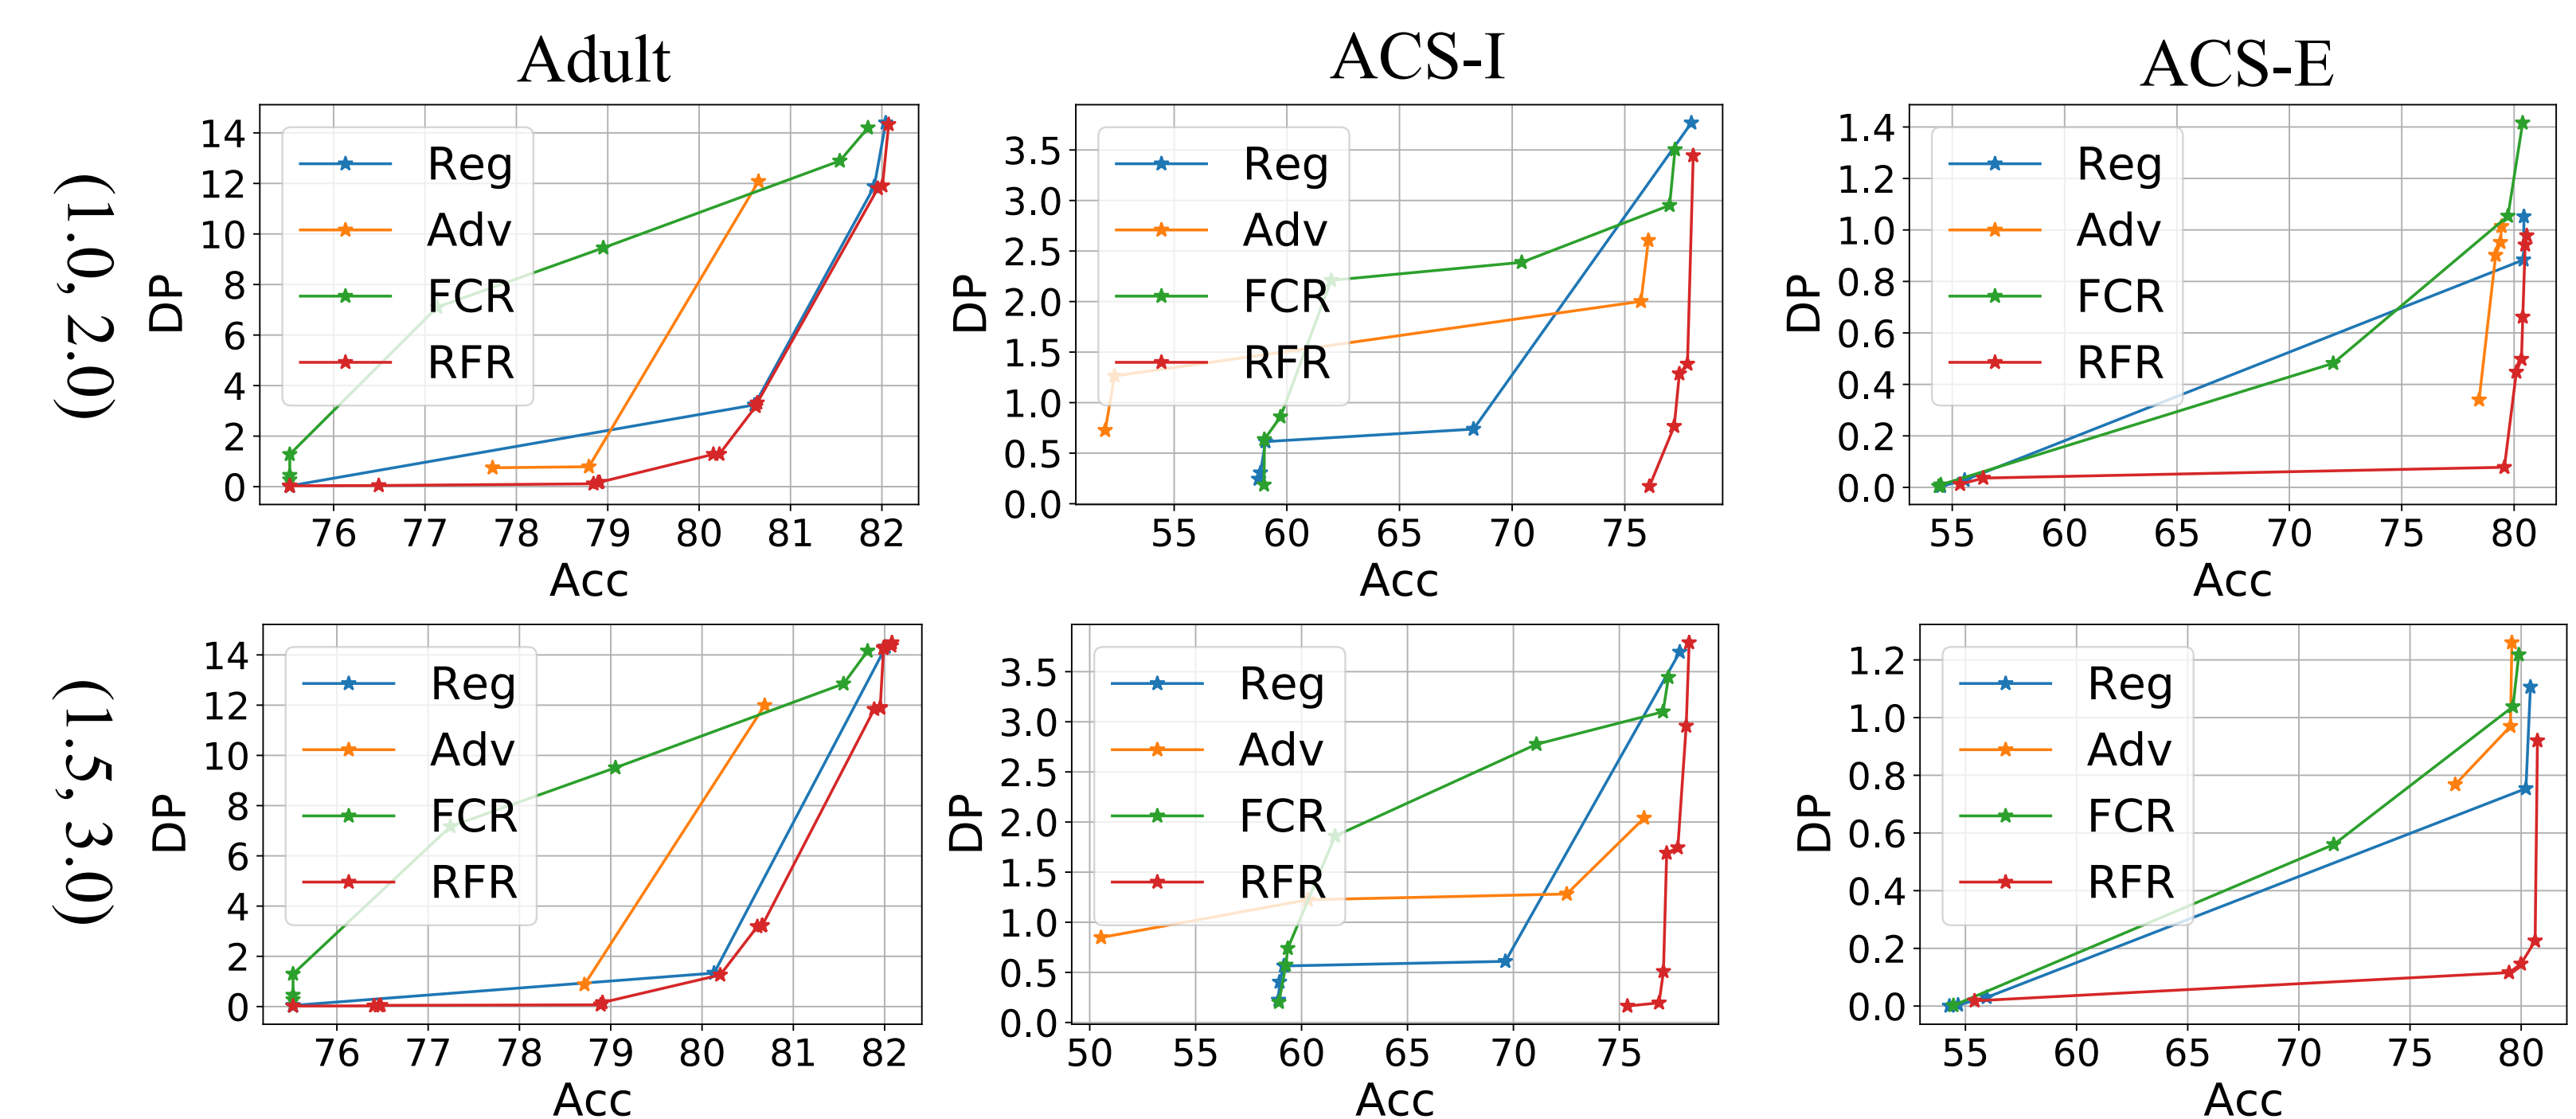 Adult
ACS-I
ACS-E
(1.0, 2.0)
DP
14
12
10
8
6
4
2
0
Reg
Adv
FCR
RFR
76 77 78 79 80 81 82
Acc
DP
3.5
3.0
2.5
2.0
1.5
1.0
0.5
0.0
Reg
Adv
FCR
RFR
55 60 65 70 75
Acc
DP
1.4
1.2
1.0
0.8
0.6
0.4
0.2
0.0
Reg
Adv
FCR
RFR
55 60 65 70 75 80
Acc
(1.5, 3.0)
DP
14
12
10
8
6
4
2
0
Reg
Adv
FCR
RFR
76 77 78 79 80 81 82
Acc
DP
3.5
3.0
2.5
2.0
1.5
1.0
0.5
0.0
Reg
Adv
FCR
RFR
50 55 60 65 70 75
Acc
DP
1.2
1.0
0.8
0.6
0.4
0.2
0.0
Reg
Adv
FCR
RFR
55 60 65 70 75 80
Acc